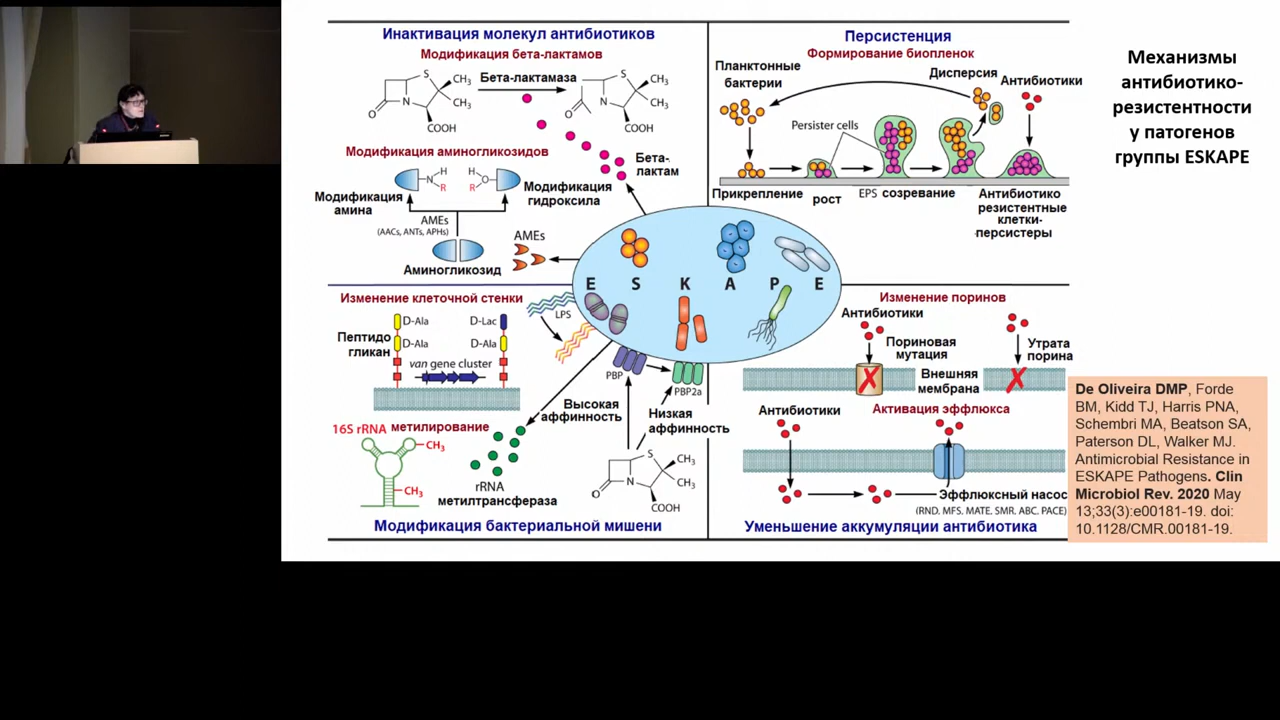 Инактивация молекул антибиотиков
Модификация бета-лактамов
S
CH₃
CH₃
N
O
COOH
Бета-лактамаза
S
CH₃
CH₃
N
O
COOH
Бета-
лактам
Модификация аминогликозидов
N
H
R
H
O
R
Модификация
амина
Модификация
гидроксила
AMEs
(AACs, ANTs, APHs)
AMEs
Аминогликозид
Персистенция
Формирование биопленок
Планктонные
бактерии
Дисперсия
Антибиотики
Persister cells
Прикрепление
рост
EPS созревание
Антибиотико
резистентные
клетки-
персистеры
Механизмы
антибиотико-
резистентности
у патогенов
группы ESKAPE
E S K A P E
Изменение клеточной стенки
D-Ala
D-Lac
Пептидо
гликан
D-Ala
D-Ala
van gene cluster
LPS
PBP
PBP2a
Высокая
аффинность
Низкая
аффинность
16S rRNA метилирование
CH₃
CH₃
rRNA
метилтрансфераза
S
CH₃
CH₃
N
O
COOH
Модификация бактериальной мишени
Изменение поринов
Антибиотики
Пориновая
мутация
Утрата
порина
Внешняя
мембрана
Антибиотики
Активация эффлюкса
Эффлюксный насос
(RND, MFS, MATE, SMR, ABC, PACE)
Уменьшение аккумуляции антибиотика
De Oliveira DMP, Forde
BM, Kidd TJ, Harris PNA,
Schembri MA, Beatson SA,
Paterson DL, Walker MJ.
Antimicrobial Resistance in
ESKAPE Pathogens. Clin
Microbiol Rev. 2020 May
13;33(3):e00181-19. doi:
10.1128/CMR.00181-19.